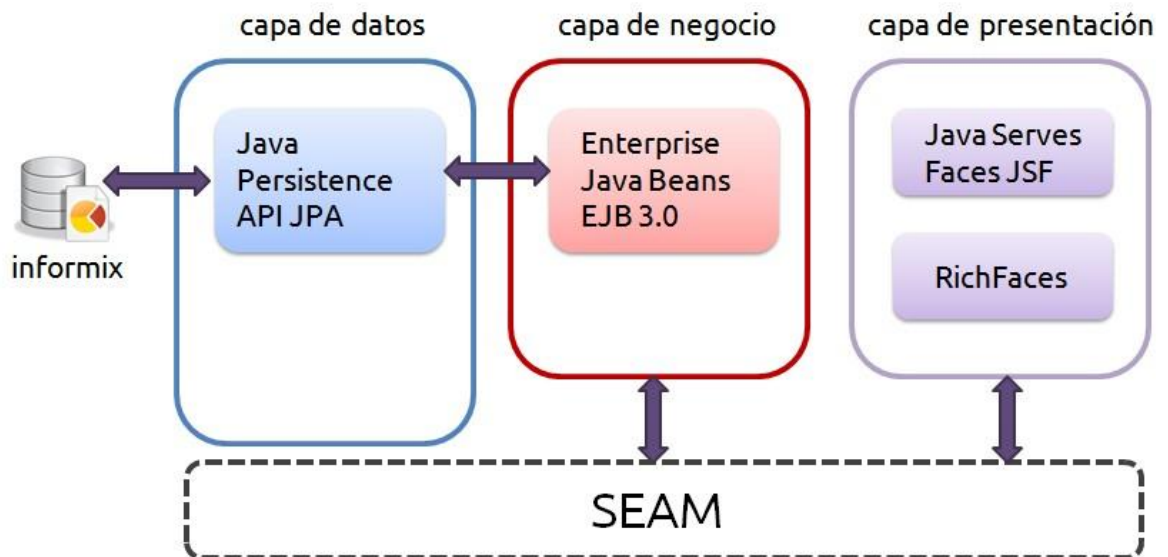 capa de datos
capa de negocio
capa de presentación
informix
Java
Persistence
API JPA
Enterprise
Java Beans
EJB 3.0
Java Serves
Faces JSF
RichFaces
SEAM